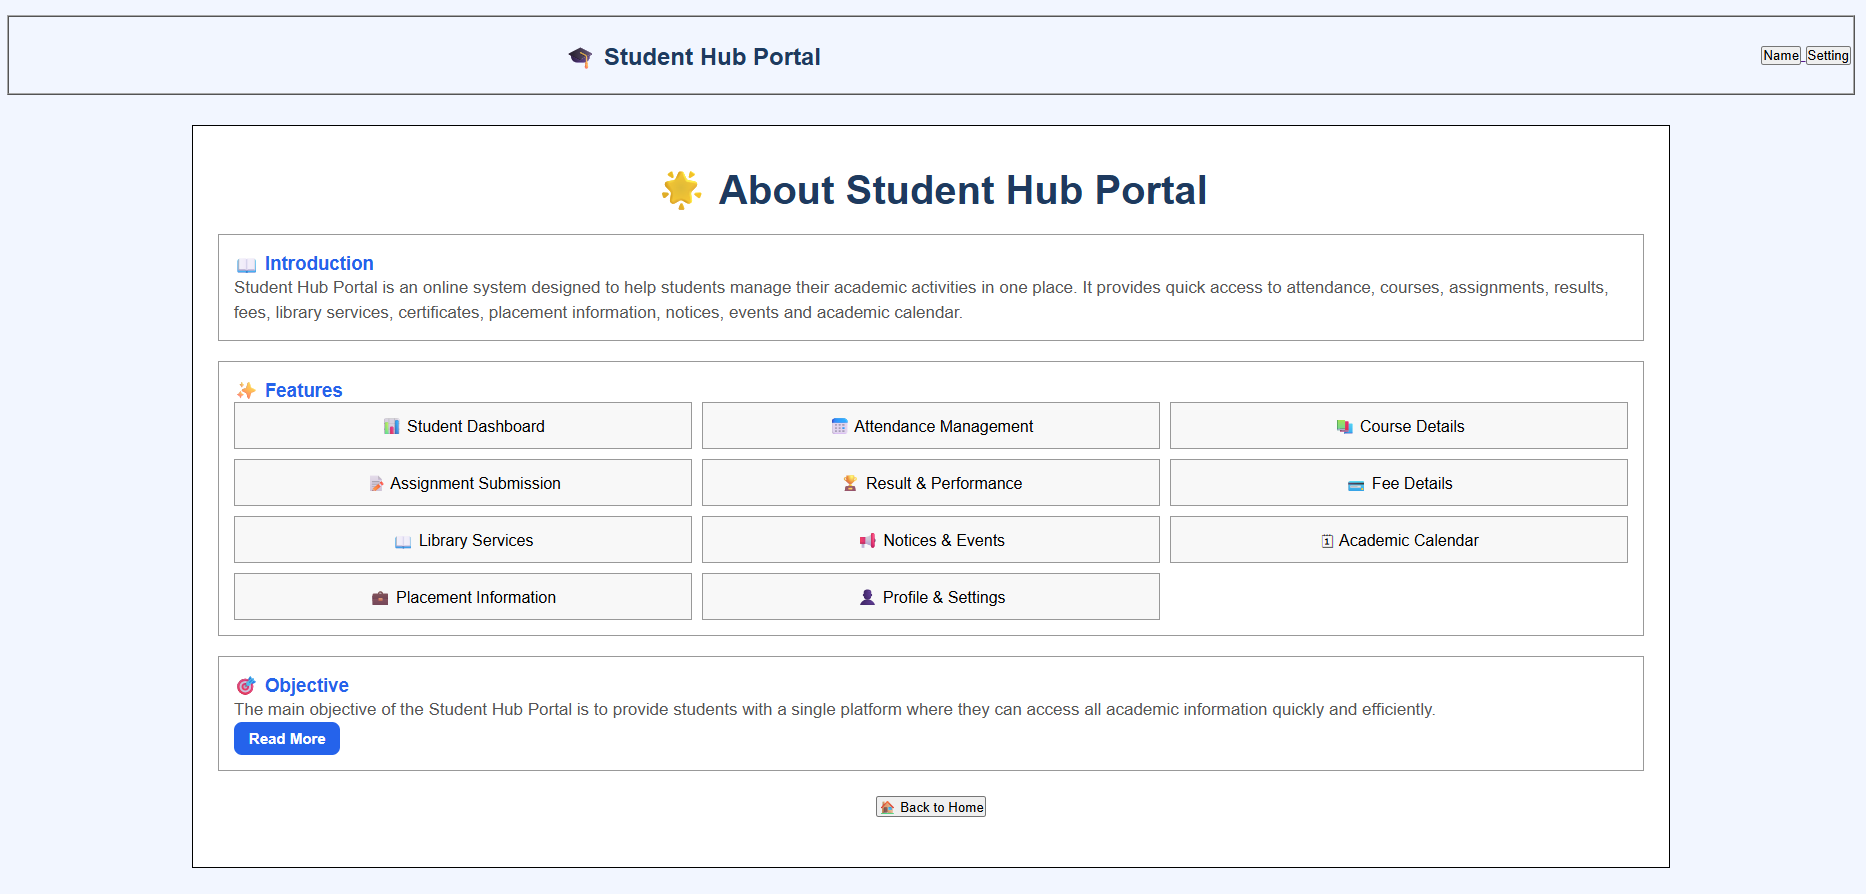 🎓 Student Hub Portal
Name Setting
🌟 About Student Hub Portal
📖 Introduction
Student Hub Portal is an online system designed to help students manage their academic activities in one place. It provides quick access to attendance, courses, assignments, results,
fees, library services, certificates, placement information, notices, events and academic calendar.
✨ Features
📊 Student Dashboard
📅 Attendance Management
📚 Course Details
📝 Assignment Submission
🏆 Result & Performance
💳 Fee Details
📖 Library Services
📢 Notices & Events
🗓 Academic Calendar
💼 Placement Information
👤 Profile & Settings
🎯 Objective
The main objective of the Student Hub Portal is to provide students with a single platform where they can access all academic information quickly and efficiently.
Read More
🏠 Back to Home